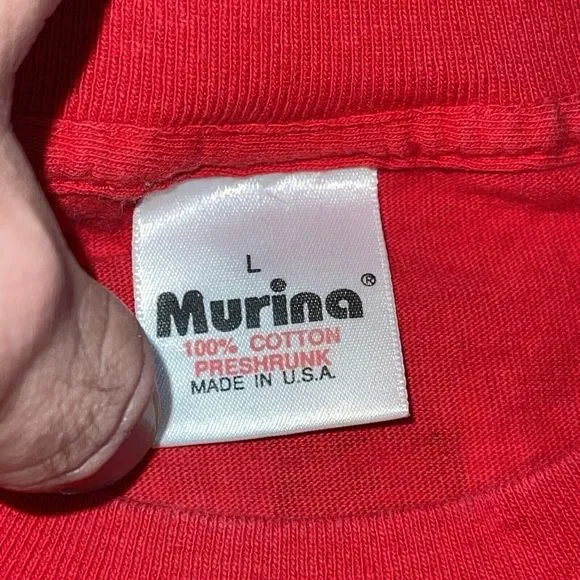 L
Murina®
100% COTTON
PRESHRUNK
MADE IN U.S.A.